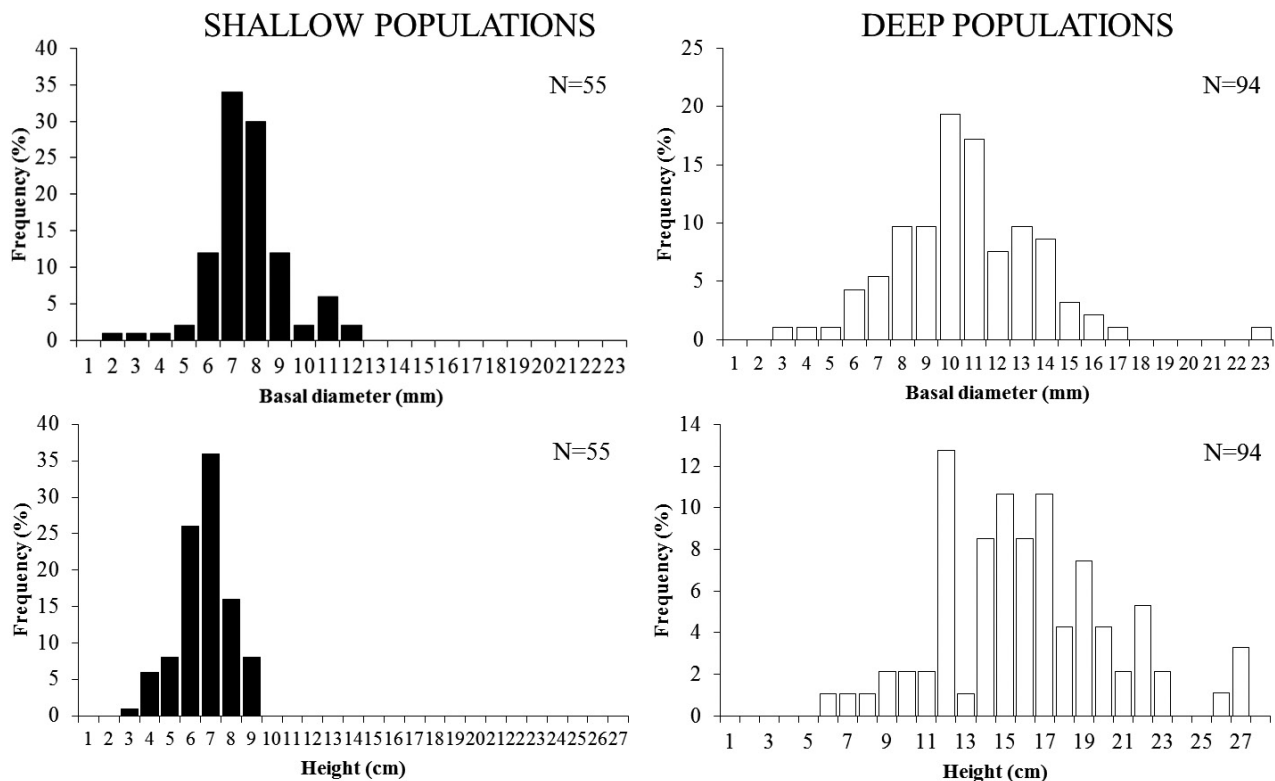 SHALLOW POPULATIONS
40
35
30
25
20
15
10
5
0
Frequency (%)
N=55
1 2 3 4 5 6 7 8 9 10 11 12 13 14 15 16 17 18 19 20 21 22 23
Basal diameter (mm)
DEEP POPULATIONS
25
20
15
10
5
0
Frequency (%)
N=94
1 2 3 4 5 6 7 8 9 10 11 12 13 14 15 16 17 18 19 20 21 22 23
Basal diameter (mm)
40
35
30
25
20
15
10
5
0
Frequency (%)
N=55
1 2 3 4 5 6 7 8 9 10 11 12 13 14 15 16 17 18 19 20 21 22 23 24 25 26 27
Height (cm)
14
12
10
8
6
4
2
0
Frequency (%)
N=94
1 3 5 7 9 11 13 15 17 19 21 23 25 27
Height (cm)